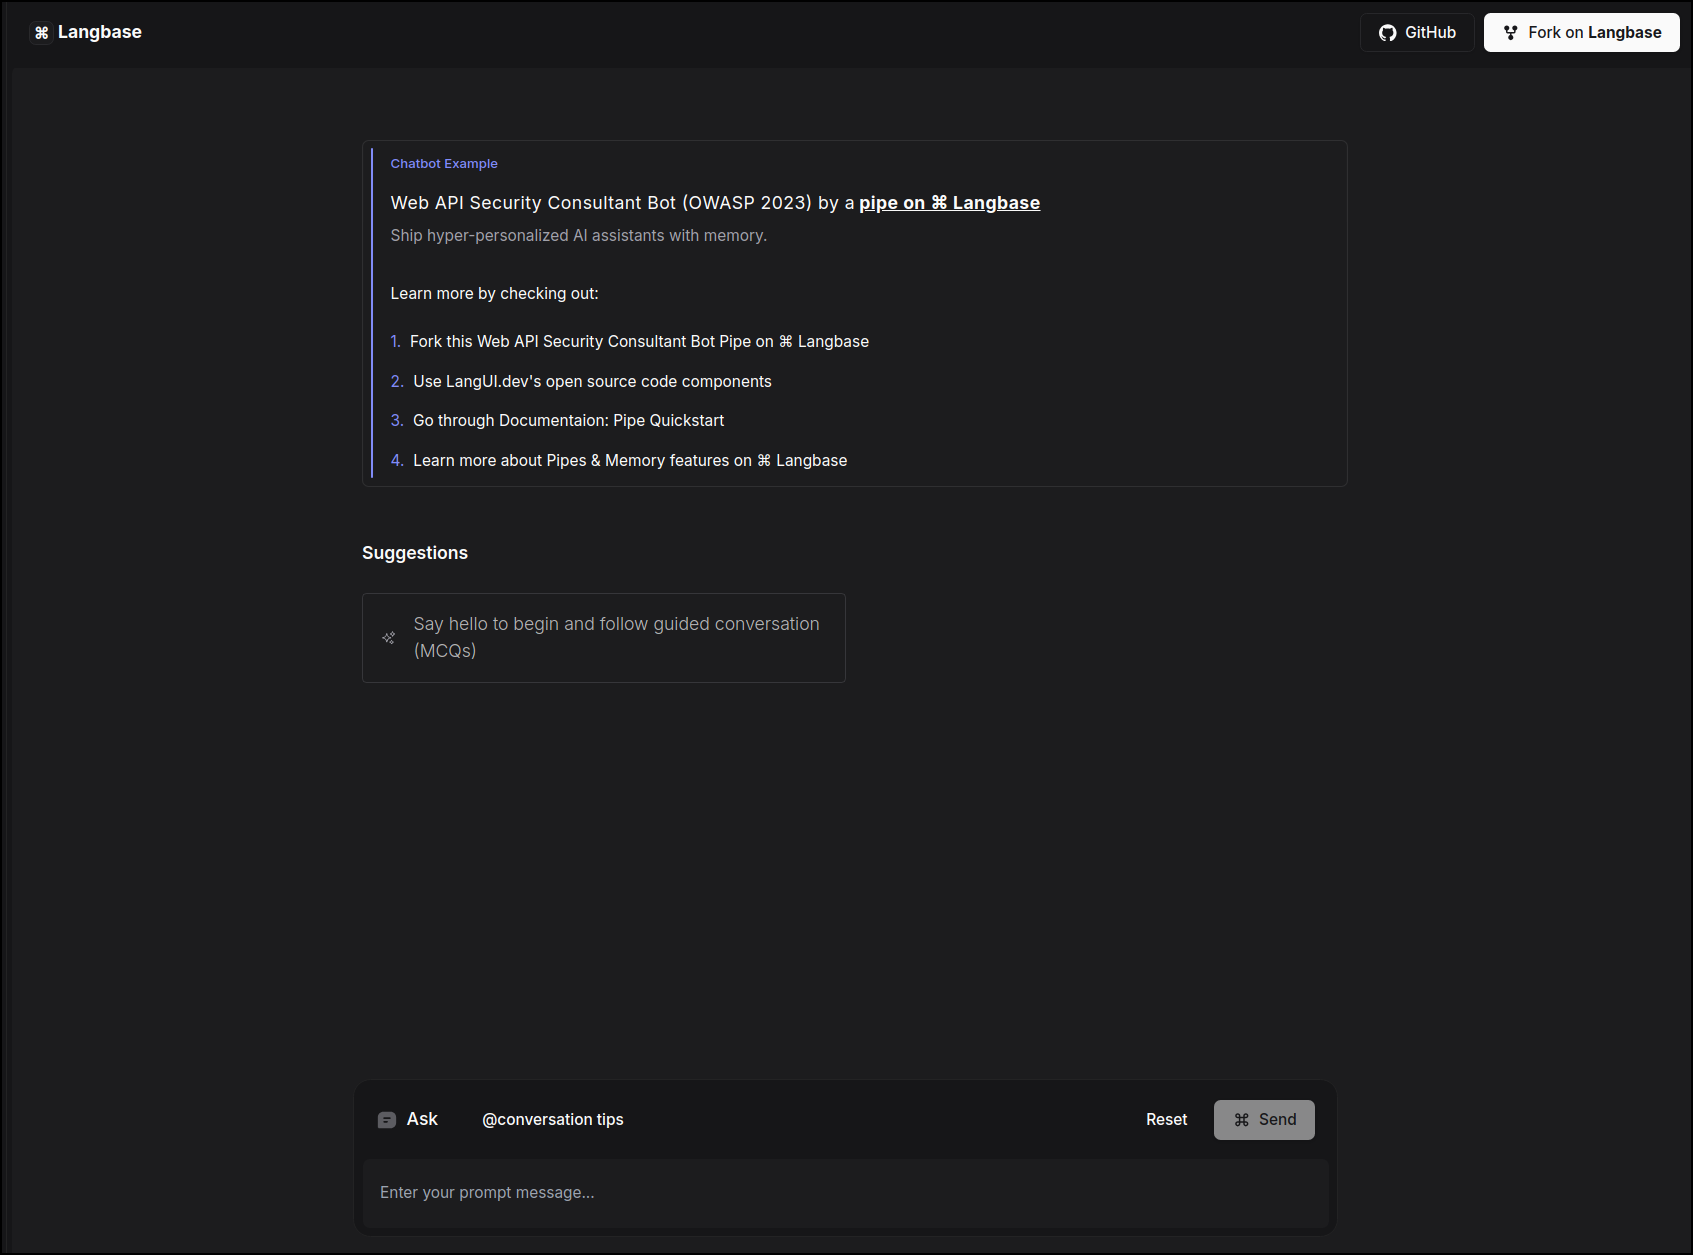 ⌘ Langbase
GitHub
Fork on Langbase
Chatbot Example
Web API Security Consultant Bot (OWASP 2023) by a pipe on ⌘ Langbase
Ship hyper-personalized AI assistants with memory.
Learn more by checking out:
1. Fork this Web API Security Consultant Bot Pipe on ⌘ Langbase
2. Use LangUI.dev's open source code components
3. Go through Documentaion: Pipe Quickstart
4. Learn more about Pipes & Memory features on ⌘ Langbase
Suggestions
Say hello to begin and follow guided conversation
(MCQs)
Ask
@conversation tips
Reset
⌘ Send
Enter your prompt message...